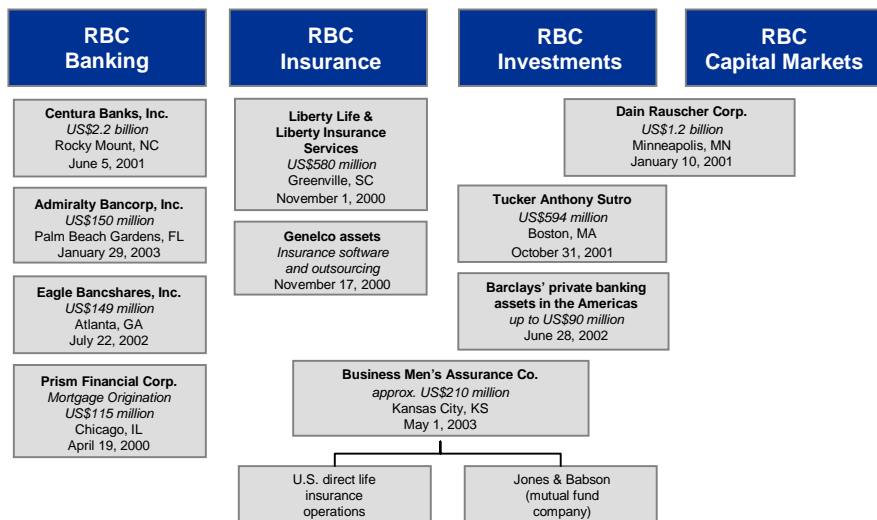 RBC
Banking
RBC
Insurance
RBC
Investments
RBC
Capital Markets
Centura Banks, Inc.
US$2.2 billion
Rocky Mount, NC
June 5, 2001
Admiralty Bancorp, Inc.
US$150 million
Palm Beach Gardens, FL
January 29, 2003
Eagle Bancshares, Inc.
US$149 million
Atlanta, GA
July 22, 2002
Prism Financial Corp.
Mortgage Origination
US$115 million
Chicago, IL
April 19, 2000
Liberty Life &
Liberty Insurance
Services
US$580 million
Greenville, SC
November 1, 2000
Genelco assets
Insurance software
and outsourcing
November 17, 2000
Dain Rauscher Corp.
US$1.2 billion
Minneapolis, MN
January 10, 2001
Tucker Anthony Sutro
US$594 million
Boston, MA
October 31, 2001
Barclays’ private banking
assets in the Americas
up to US$90 million
June 28, 2002
Business Men’s Assurance Co.
approx. US$210 million
Kansas City, KS
May 1, 2003
U.S. direct life
insurance
operations
Jones & Babson
(mutual fund
company)